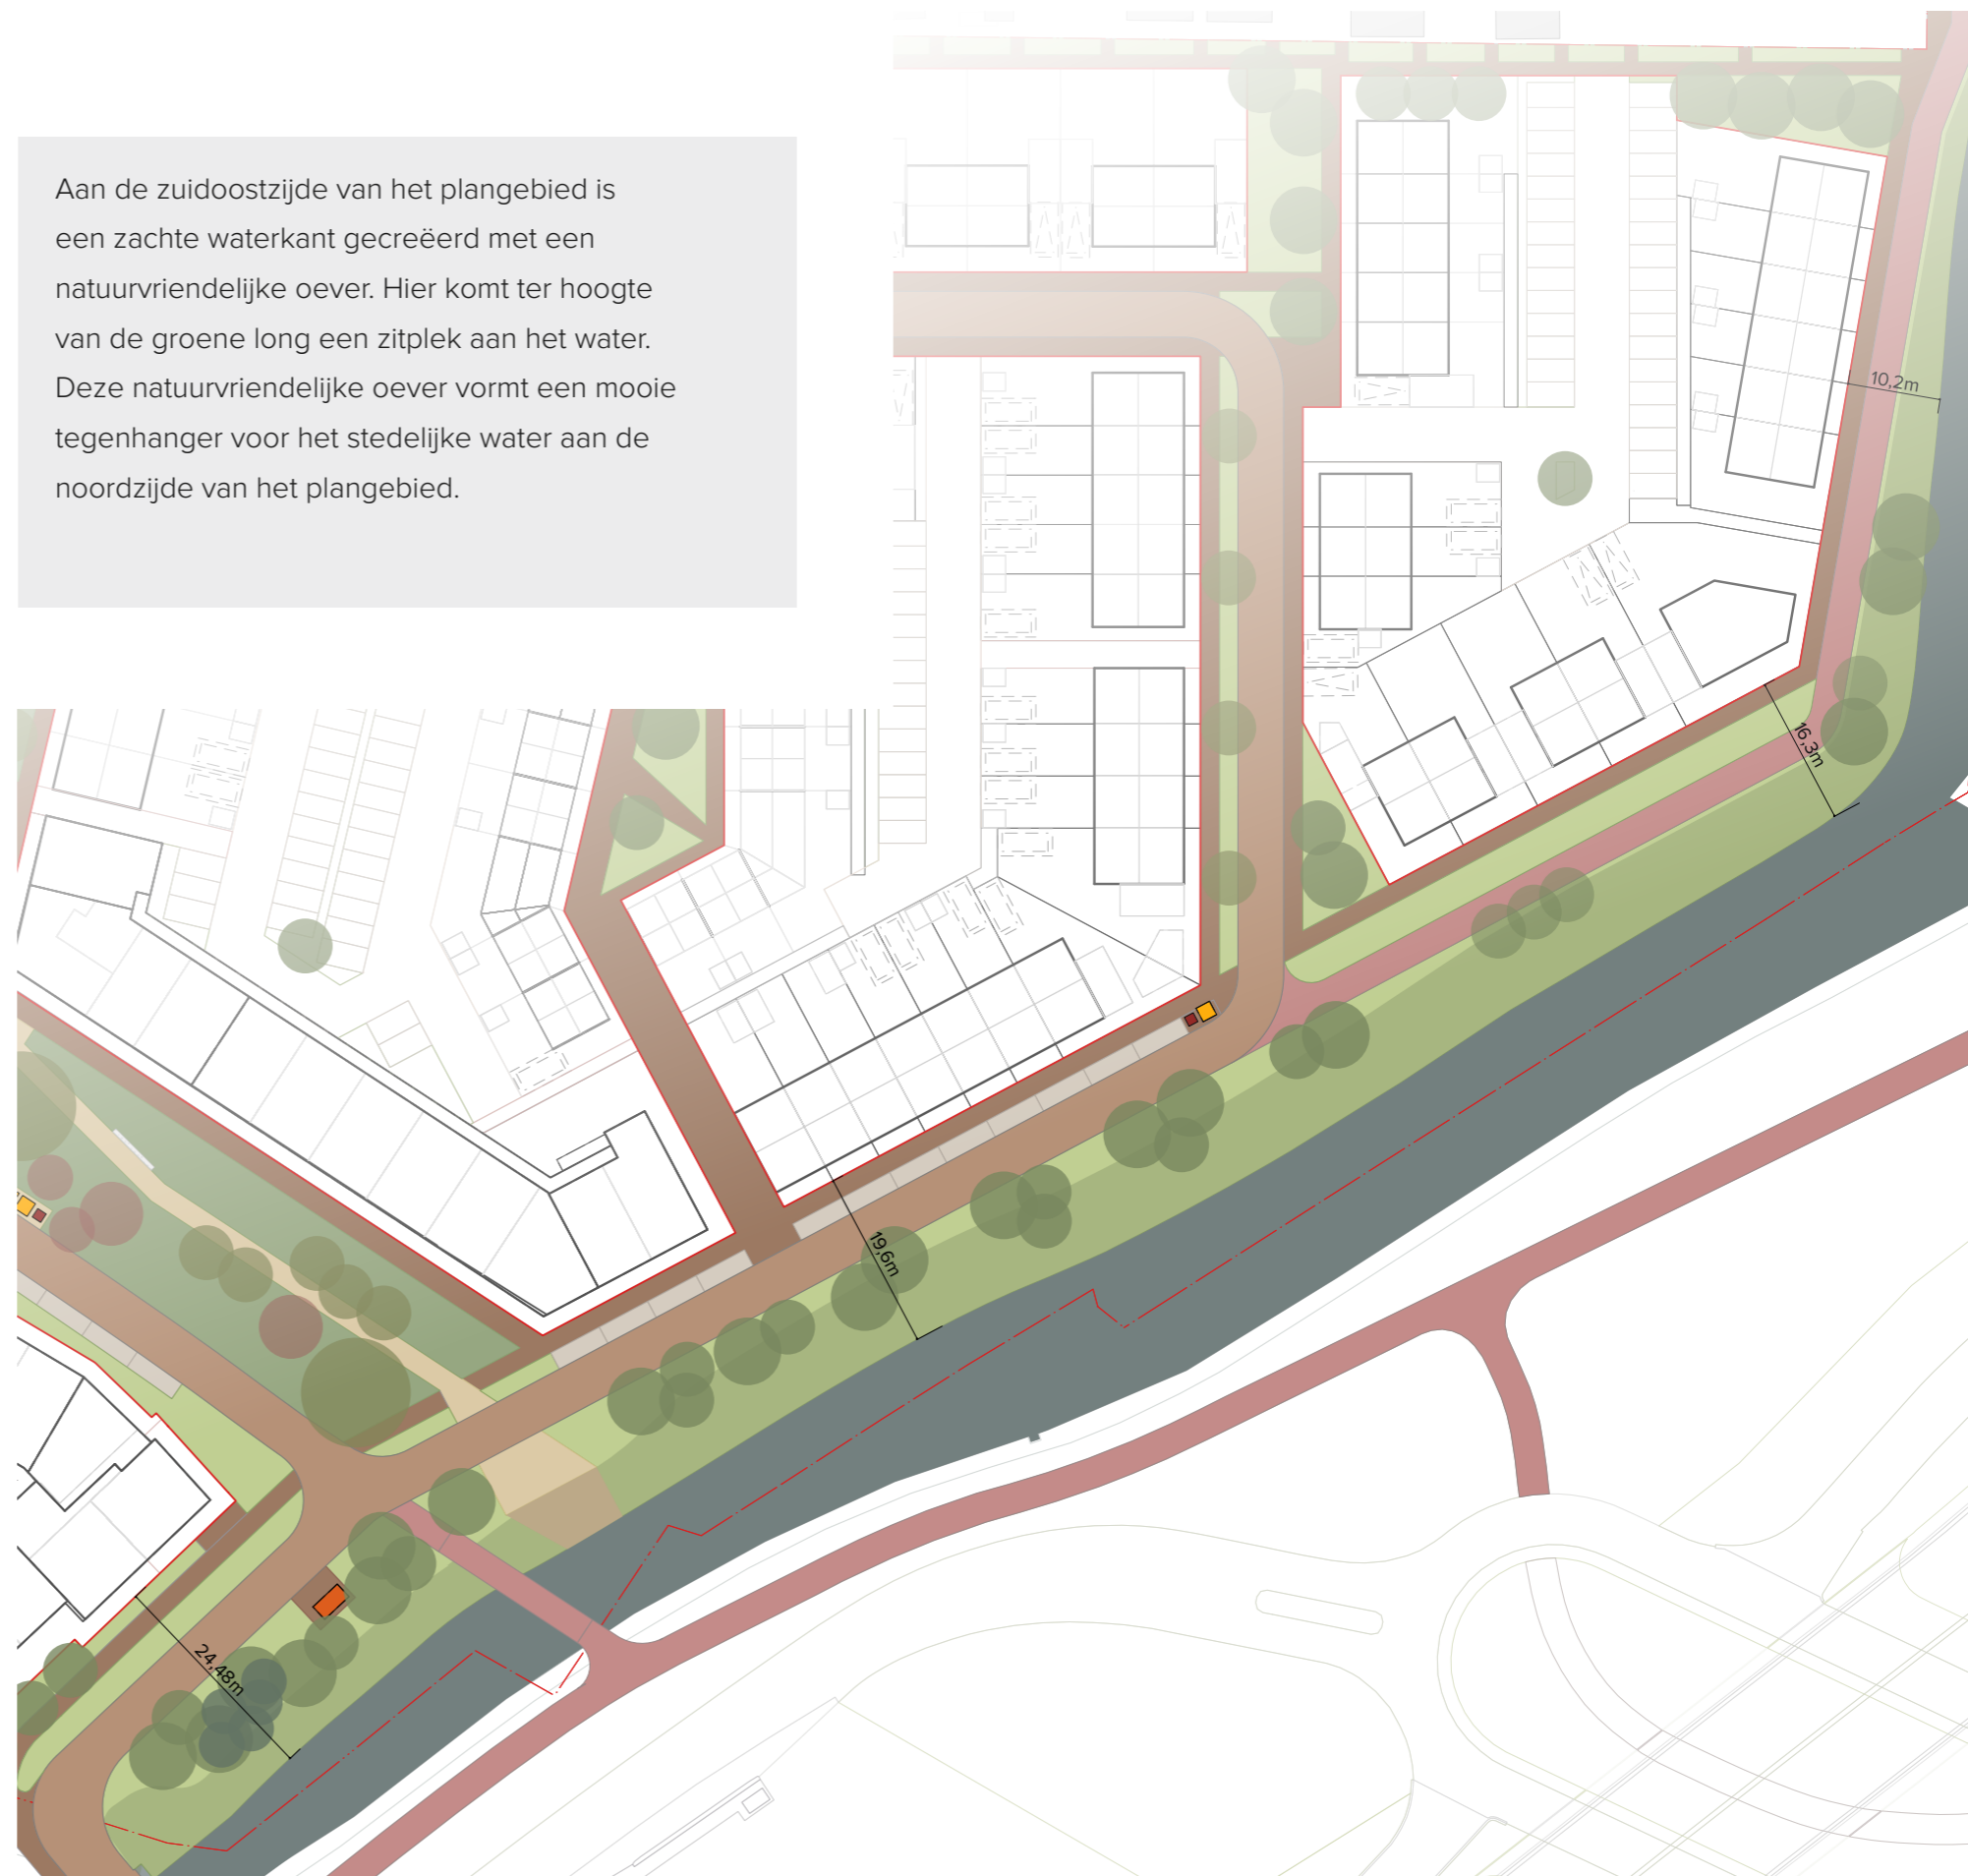 Aan de zuidoostzijde van het plangebied is
een zachte waterkant gecreëerd met een
natuurvriendelijke oever. Hier komt ter hoogte
van de groene long een zitplek aan het water.
Deze natuurvriendelijke oever vormt een mooie
tegenhanger voor het stedelijke water aan de
noordzijde van het plangebied.
10,2m
16,3m
19,6m
24,48m